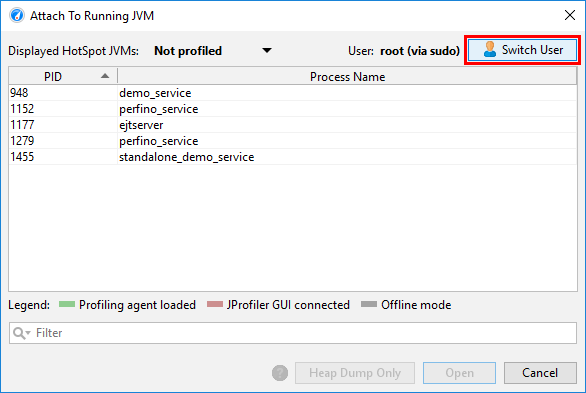 Attach To Running JVM
Displayed HotSpot JVMs: Not profiled User: root (via sudo) Switch User
PID Process Name
948 demo_service
1152 perfino_service
1177 ejtserver
1279 perfino_service
1455 standalone_demo_service
Legend: Profiling agent loaded JProfiler GUI connected Offline mode
Filter
? Heap Dump Only Open Cancel